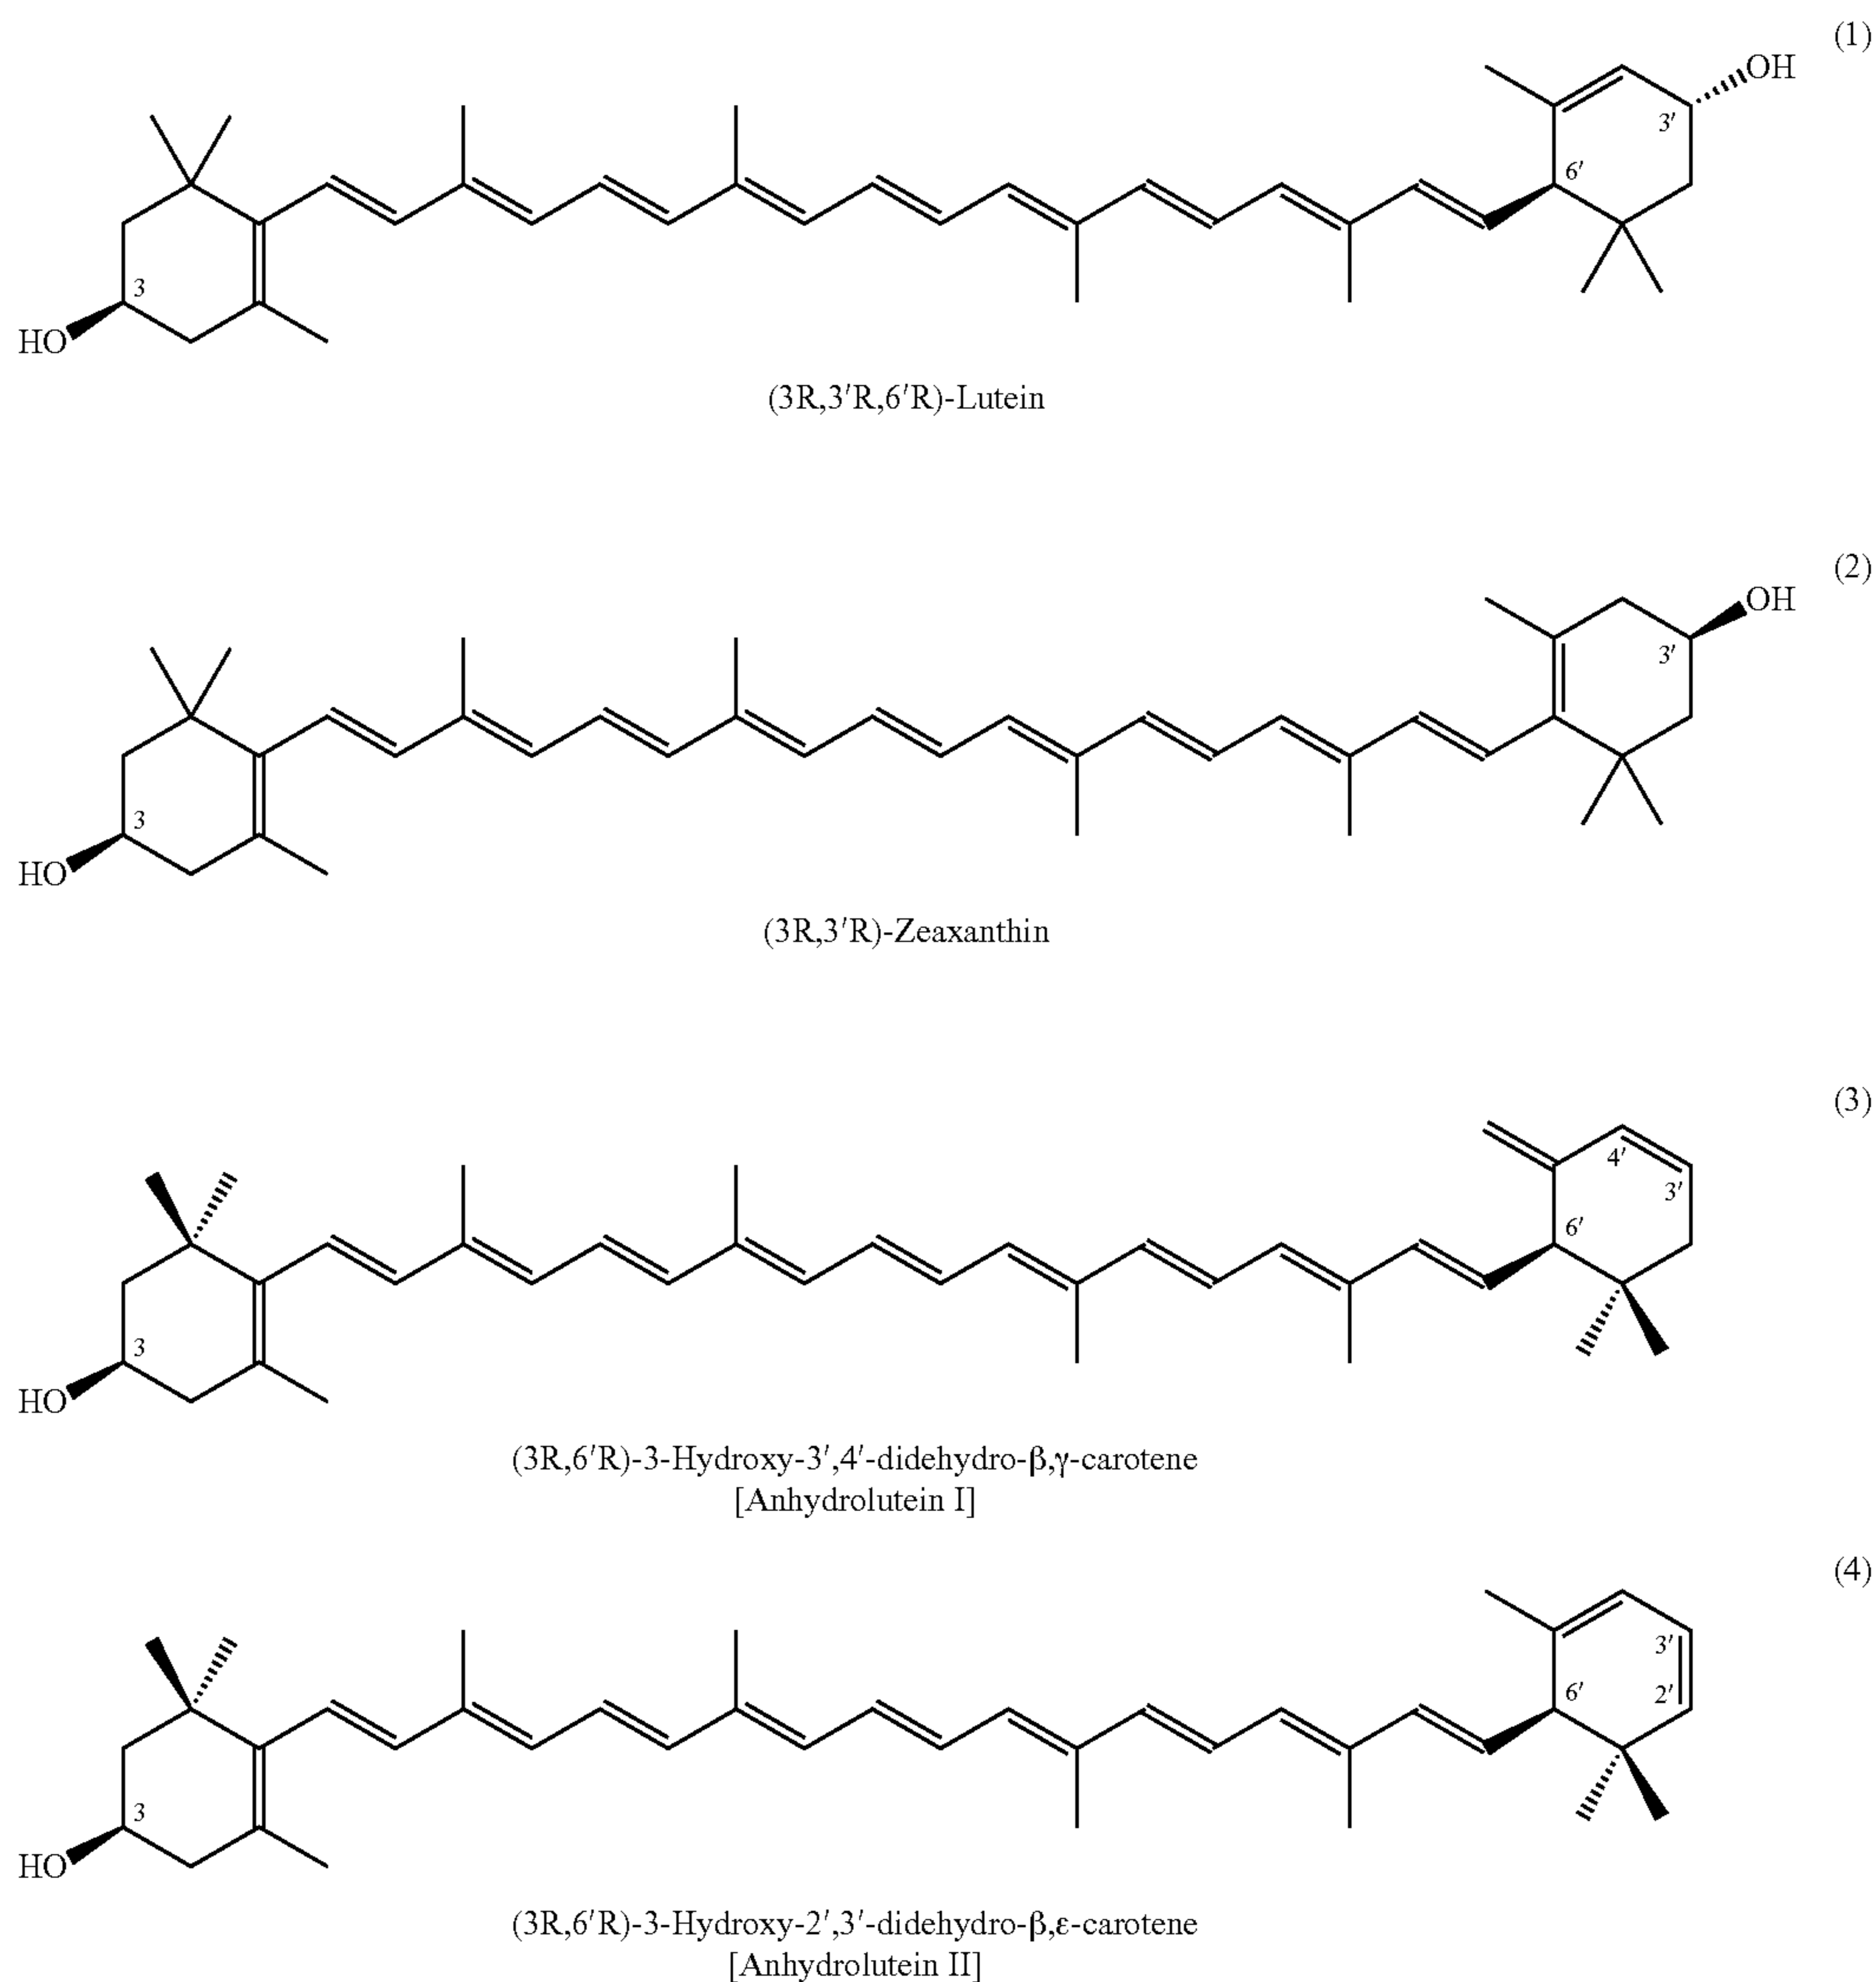 (1)
OH
3'
6'
3
HO
(3R,3'R,6'R)-Lutein
(2)
OH
3'
3
HO
(3R,3'R)-Zeaxanthin
(3)
4'
3'
6'
3
HO
(3R,6'R)-3-Hydroxy-3',4'-didehydro-β,γ-carotene
[Anhydrolutein I]
(4)
3'
6'
2'
3
HO
(3R,6'R)-3-Hydroxy-2',3'-didehydro-β,ε-carotene
[Anhydrolutein II]